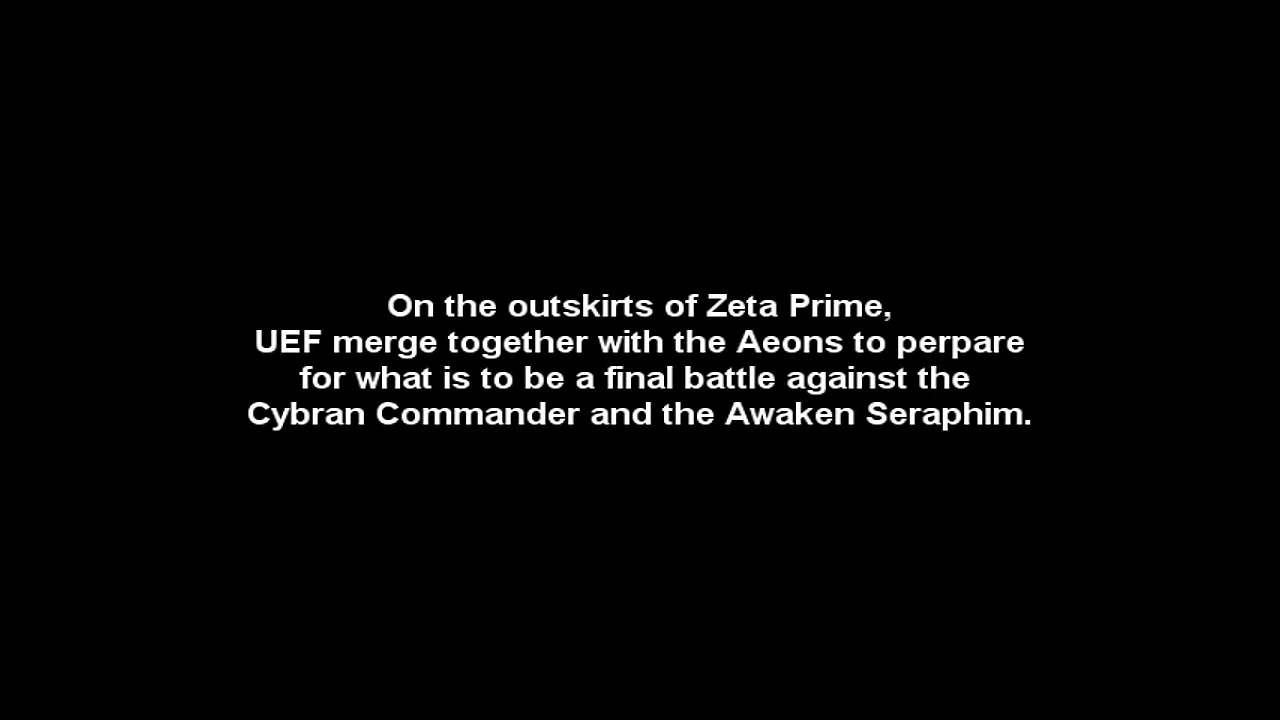 On the outskirts of Zeta Prime,
UEF merge together with the Aeons to perpare
for what is to be a final battle against the
Cybran Commander and the Awaken Seraphim.